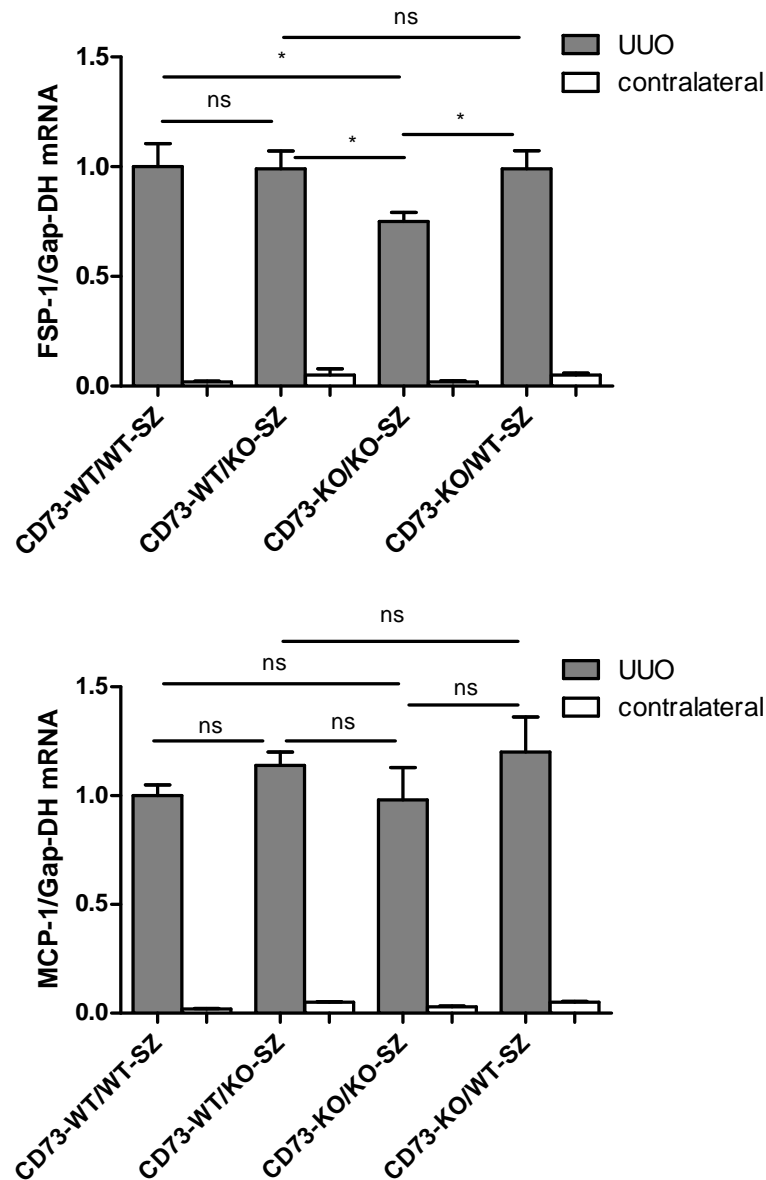 ns
UUO
contralateral
*
ns
*
*
FSP-1/Gap-DH mRNA
1.5
1.0
0.5
0.0
CD73-WT/WT-SZ
CD73-WT/KO-SZ
CD73-KO/KO-SZ
CD73-KO/WT-SZ
ns
UUO
contralateral
ns
ns
ns
ns
MCP-1/Gap-DH mRNA
1.5
1.0
0.5
0.0
CD73-WT/WT-SZ
CD73-WT/KO-SZ
CD73-KO/KO-SZ
CD73-KO/WT-SZ